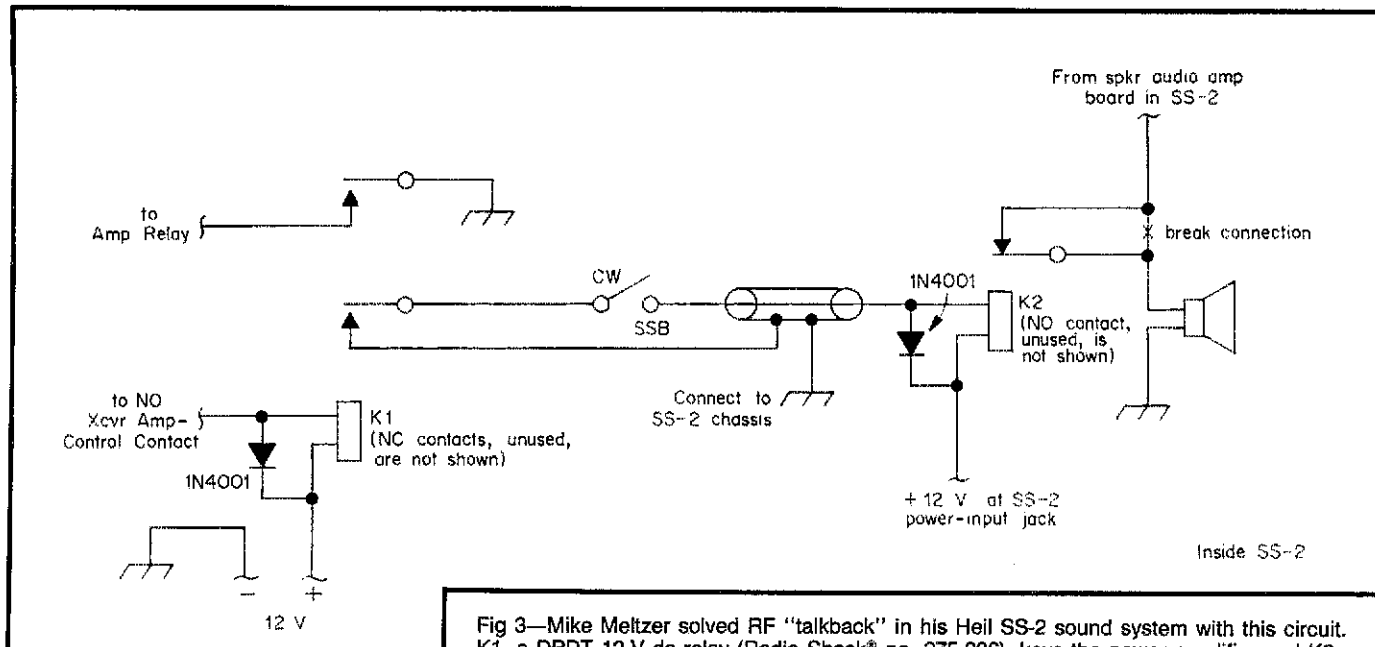 From spkr audio amp
board in SS-2
to
Amp Relay
break connection
CW
SSB
1N4001
K2
(NO contact,
unused, is
not shown)
Connect to
SS-2 chassis
to NO
Xcvr Amp-
Control Contact
K1
(NC contacts, unused,
are not shown)
1N4001
+ 12 V at SS-2
power-input jack
Inside SS-2
- +
12 V
Fig 3—Mike Meltzer solved RF "talkback" in his Heil SS-2 sound system with this circuit.